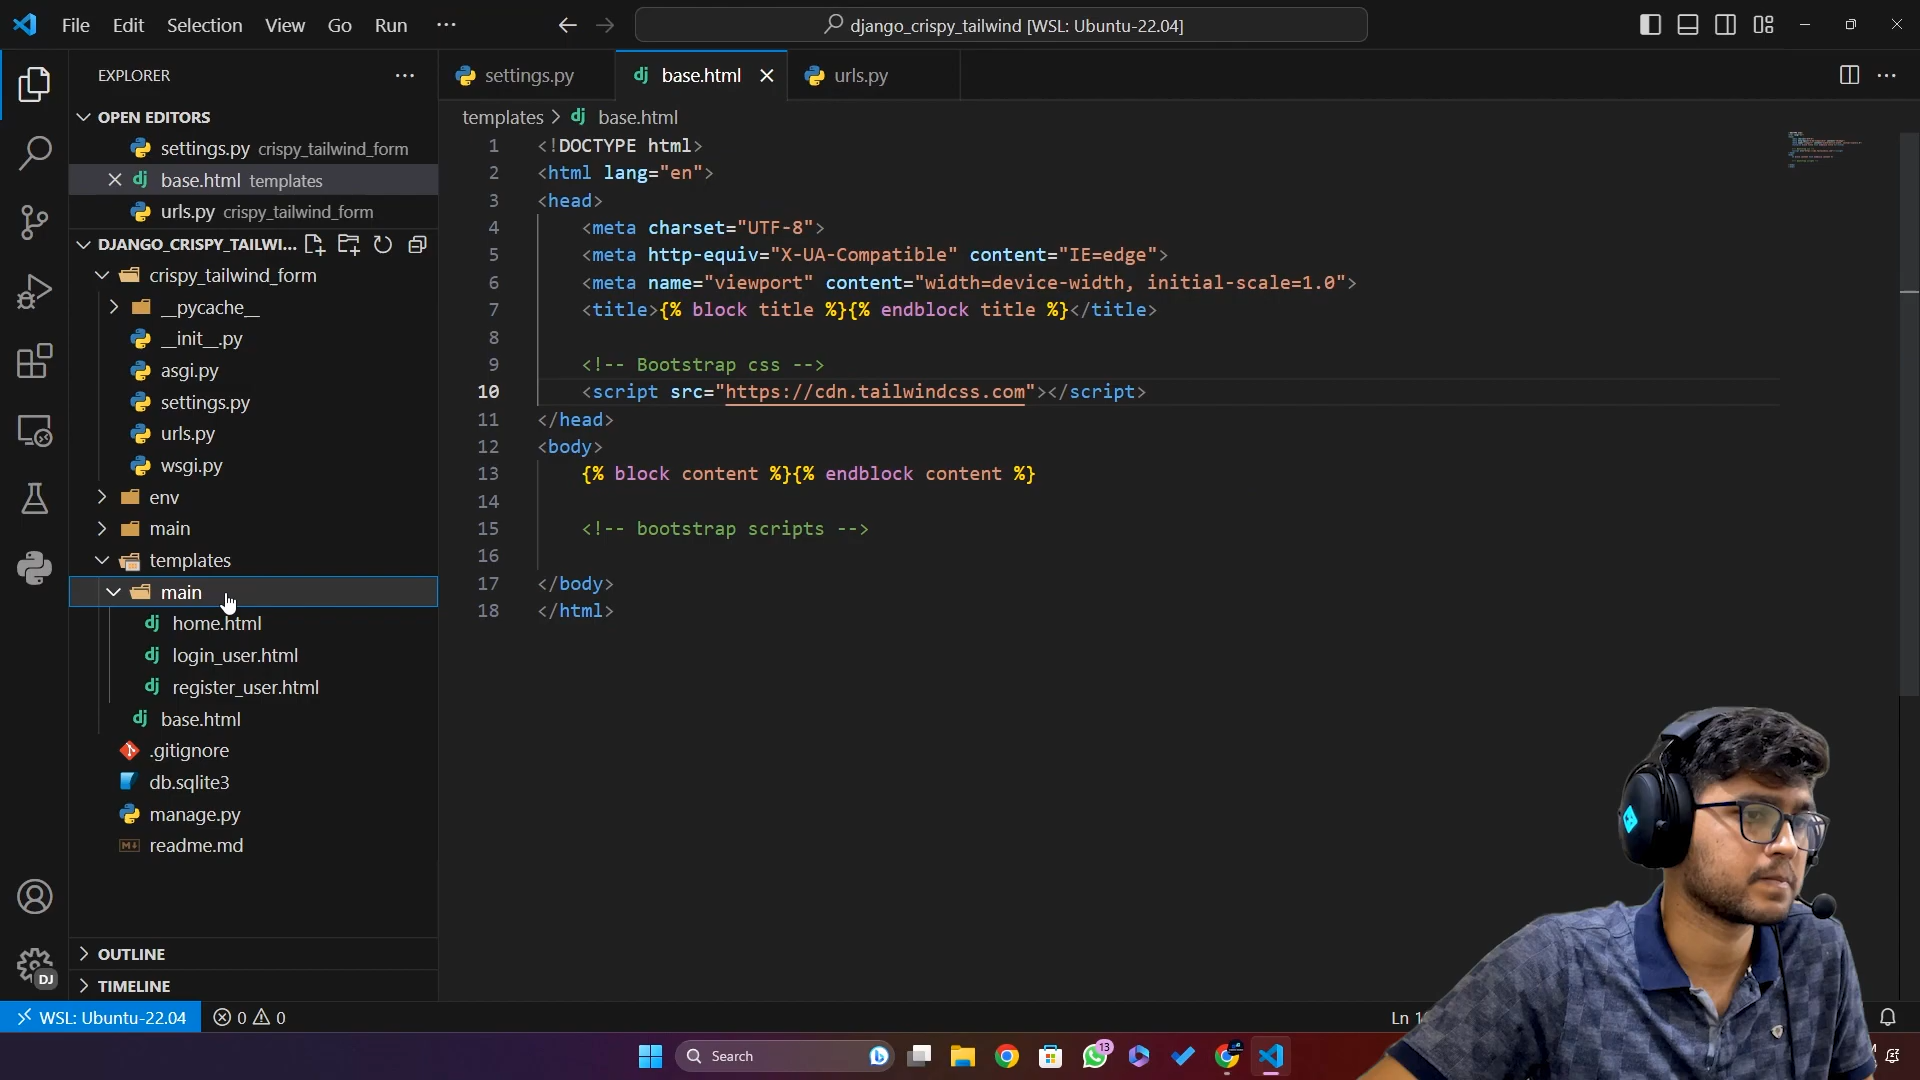 File Edit Selection View Go Run ···
django_crispy_tailwind [WSL: Ubuntu-22.04]
EXPLORER
settings.py
base.html
urls.py
OPEN EDITORS
templates > base.html
settings.py crispy_tailwind_form
base.html templates
urls.py crispy_tailwind_form
DJANGO_CRISPY_TAILWI...
crispy_tailwind_form
__pycache__
__init__.py
asgi.py
settings.py
urls.py
wsgi.py
env
main
templates
main
home.html
login_user.html
register_user.html
base.html
.gitignore
db.sqlite3
manage.py
readme.md
OUTLINE
TIMELINE
1 <!DOCTYPE html>
2 <html lang="en">
3 <head>
4 <meta charset="UTF-8">
5 <meta http-equiv="X-UA-Compatible" content="IE=edge">
6 <meta name="viewport" content="width=device-width, initial-scale=1.0">
7 <title>{% block title %}{% endblock title %}</title>
8
9 <!-- Bootstrap css -->
10 <script src="https://cdn.tailwindcss.com"></script>
11 </head>
12 <body>
13 {% block content %}{% endblock content %}
14
15 <!-- bootstrap scripts -->
16
17 </body>
18 </html>
DJ
WSL: Ubuntu-22.04
0 0
Ln 1
Search
13